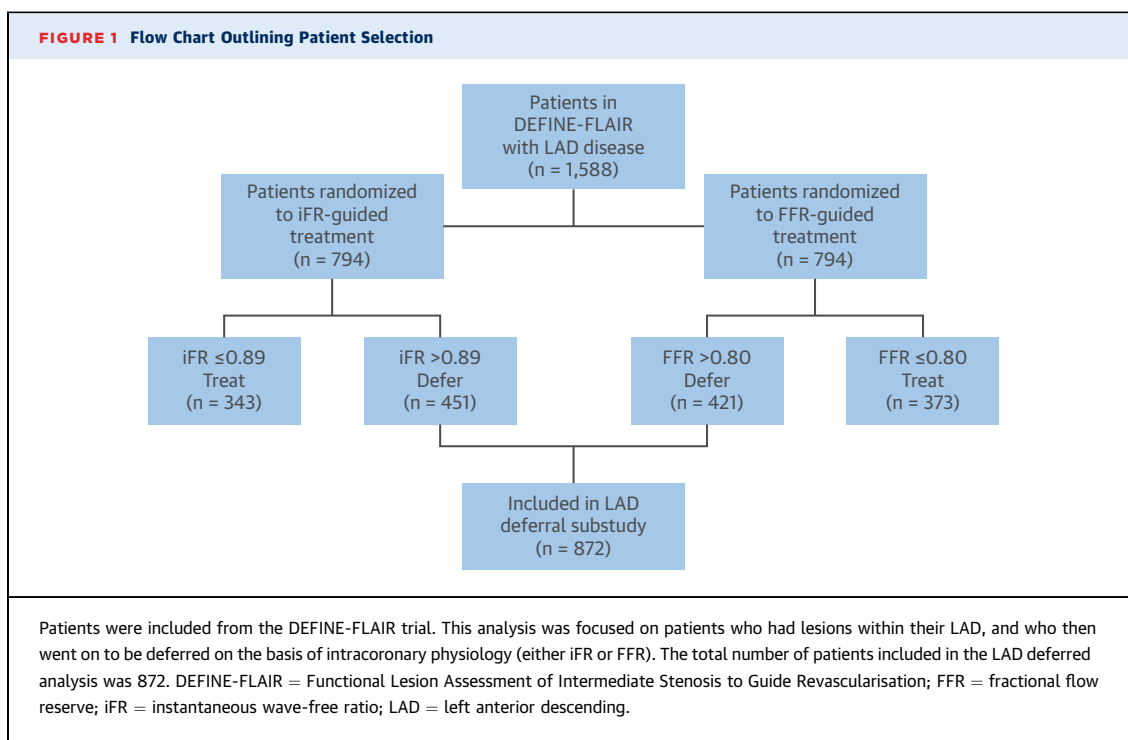 FIGURE 1 Flow Chart Outlining Patient Selection
Patients in
DEFINE-FLAIR
with LAD disease
(n = 1,588)
Patients randomized
to iFR-guided
treatment
(n = 794)
Patients randomized
to FFR-guided
treatment
(n = 794)
iFR ≤0.89
Treat
(n = 343)
iFR >0.89
Defer
(n = 451)
FFR >0.80
Defer
(n = 421)
FFR ≤0.80
Treat
(n = 373)
Included in LAD
deferral substudy
(n = 872)
Patients were included from the DEFINE-FLAIR trial. This analysis was focused on patients who had lesions within their LAD, and who then
went on to be deferred on the basis of intracoronary physiology (either iFR or FFR). The total number of patients included in the LAD deferred
analysis was 872. DEFINE-FLAIR = Functional Lesion Assessment of Intermediate Stenosis to Guide Revascularisation; FFR = fractional flow
reserve; iFR = instantaneous wave-free ratio; LAD = left anterior descending.